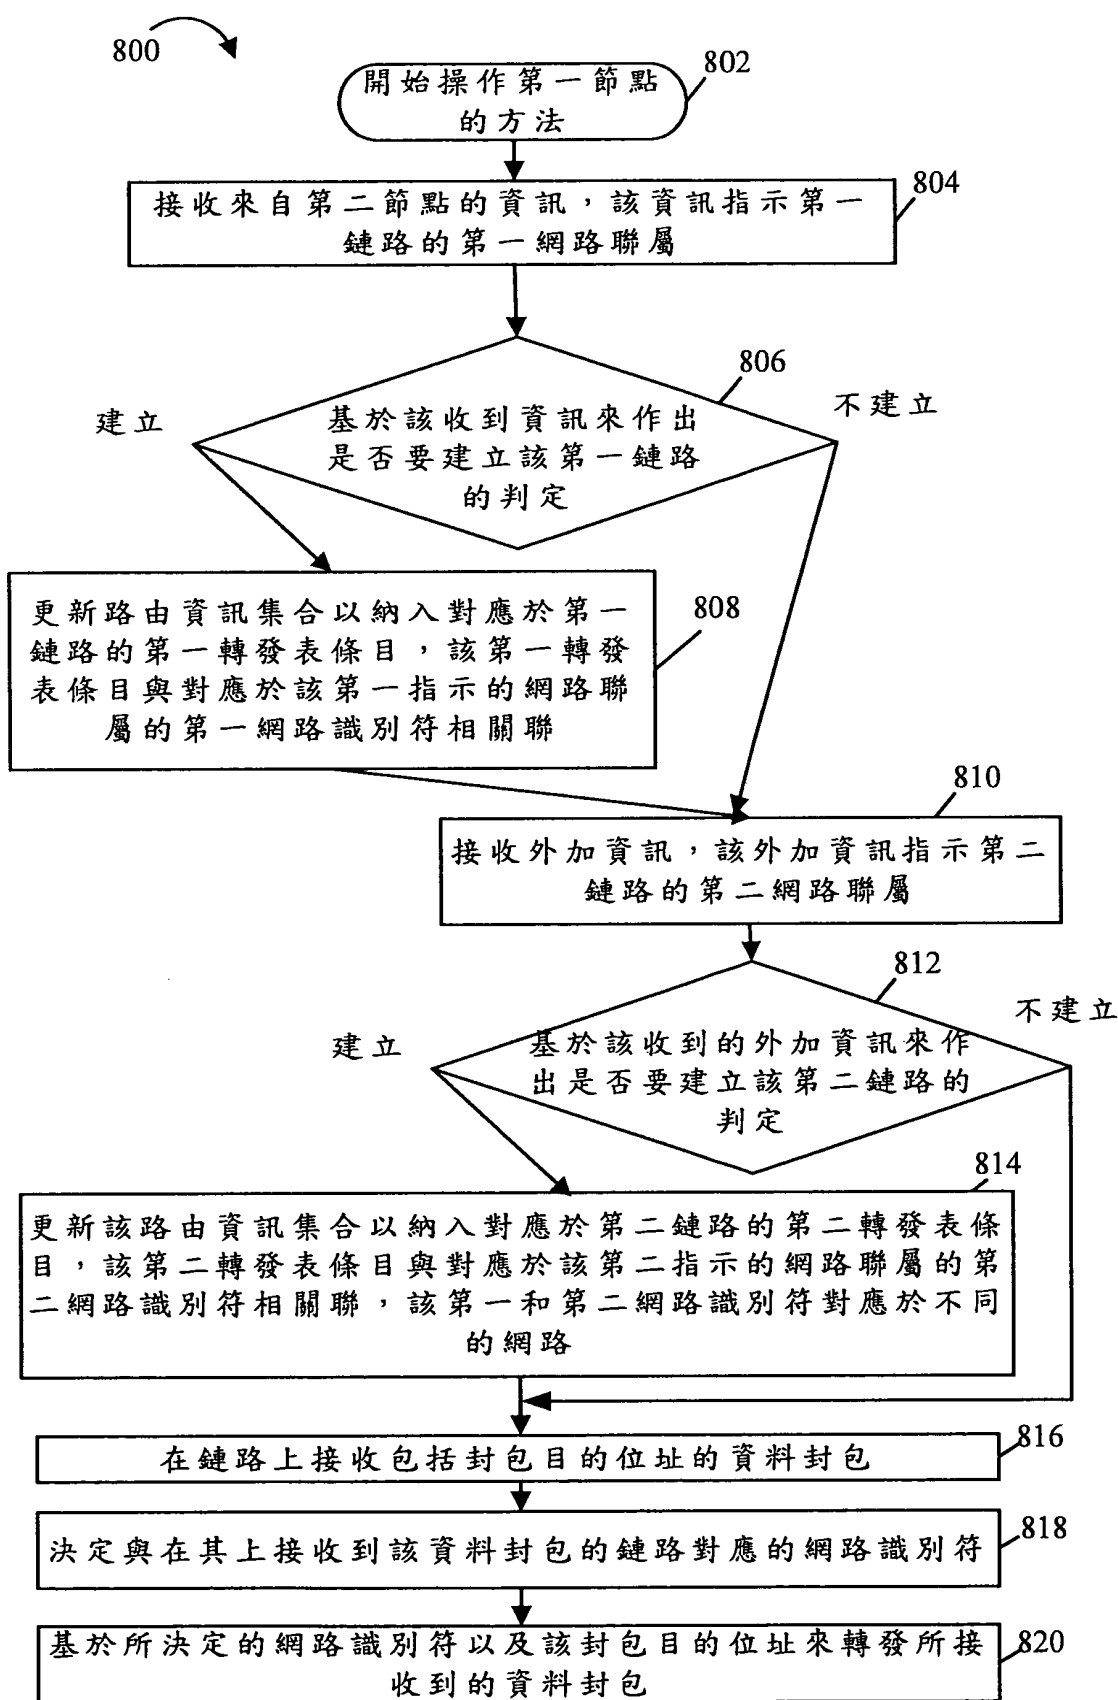 800
802
開始操作第一節點
的方法
804
接收來自第二節點的資訊，該資訊指示第一
鏈路的第一網路聯屬
806
建立
不建立
基於該收到資訊來作出
是否要建立該第一鏈路
的判定
808
更新路由資訊集合以納入對應於第一
鏈路的第一轉發表條目，該第一轉發
表條目與對應於該第一指示的網路聯
屬的第一網路識別符相關聯
810
接收外加資訊，該外加資訊指示第二
鏈路的第二網路聯屬
812
建立
不建立
基於該收到的外加資訊來作
出是否要建立該第二鏈路的
判定
814
更新該路由資訊集合以納入對應於第二鏈路的第二轉發表條
目，該第二轉發表條目與對應於該第二指示的網路聯屬的第
二網路識別符相關聯，該第一和第二網路識別符對應於不同
的網路
816
在鏈路上接收包括封包目的位址的資料封包
818
決定與在其上接收到該資料封包的鏈路對應的網路識別符
820
基於所決定的網路識別符以及該封包目的位址來轉發所接
收到的資料封包